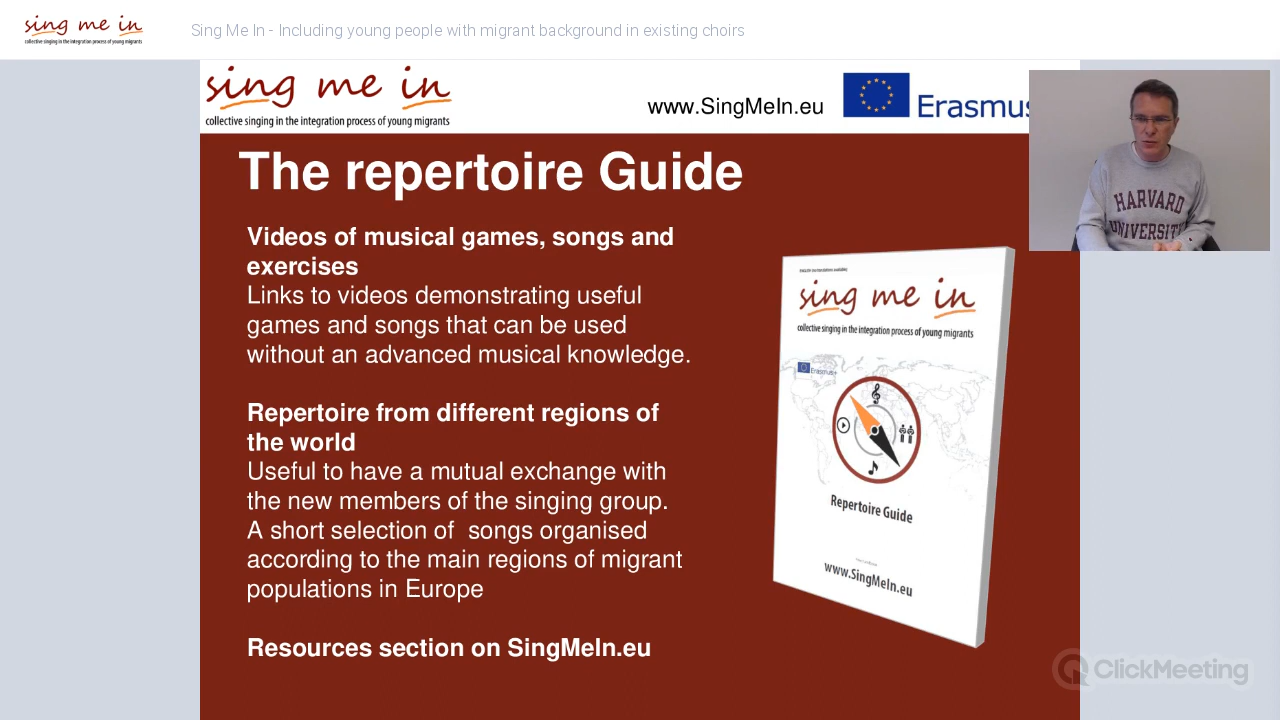 sing me in
collective singing in the integration process of young migrants
Sing Me In - Including young people with migrant background in existing choirs
sing me in
collective singing in the integration process of young migrants
www.SingMeIn.eu
Erasmus
The repertoire Guide
Videos of musical games, songs and
exercises
Links to videos demonstrating useful
games and songs that can be used
without an advanced musical knowledge.
Repertoire from different regions of
the world
Useful to have a mutual exchange with
the new members of the singing group.
A short selection of songs organised
according to the main regions of migrant
populations in Europe
Resources section on SingMeIn.eu
sing me in
collective singing in the integration process of young migrants
Erasmus+
Repertoire Guide
www.SingMeIn.eu
HARVARD
UNIVERSITY
ClickMeeting